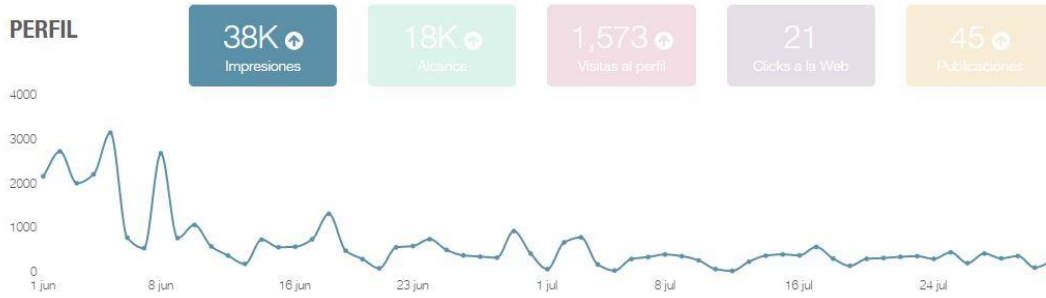 PERFIL
38K
Impresiones
18K
Alcance
1,573
Visitas al perfil
21
Clicks a la Web
45
Publicaciones
4000
3000
2000
1000
0
1 jun
8 jun
16 jun
23 jun
1 jul
8 jul
16 jul
24 jul